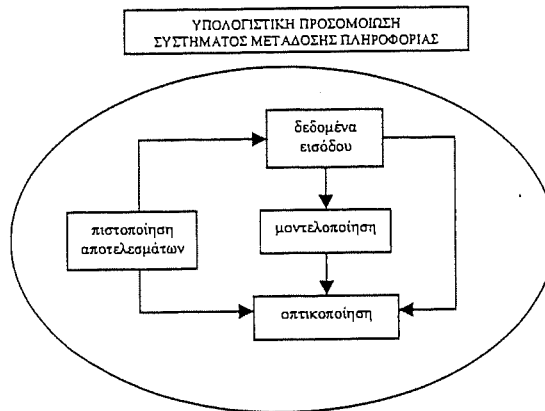 ΥΠΟΛΟΓΙΣΤΙΚΗ ΠΡΟΣΟΜΟΙΩΣΗ
ΣΥΣΤΗΜΑΤΟΣ ΜΕΤΑΔΟΣΗΣ ΠΛΗΡΟΦΟΡΙΑΣ
δεδομένα
εισόδου
πιστοποίηση
αποτελεσμάτων
μοντελοποίηση
οπτικοποίηση